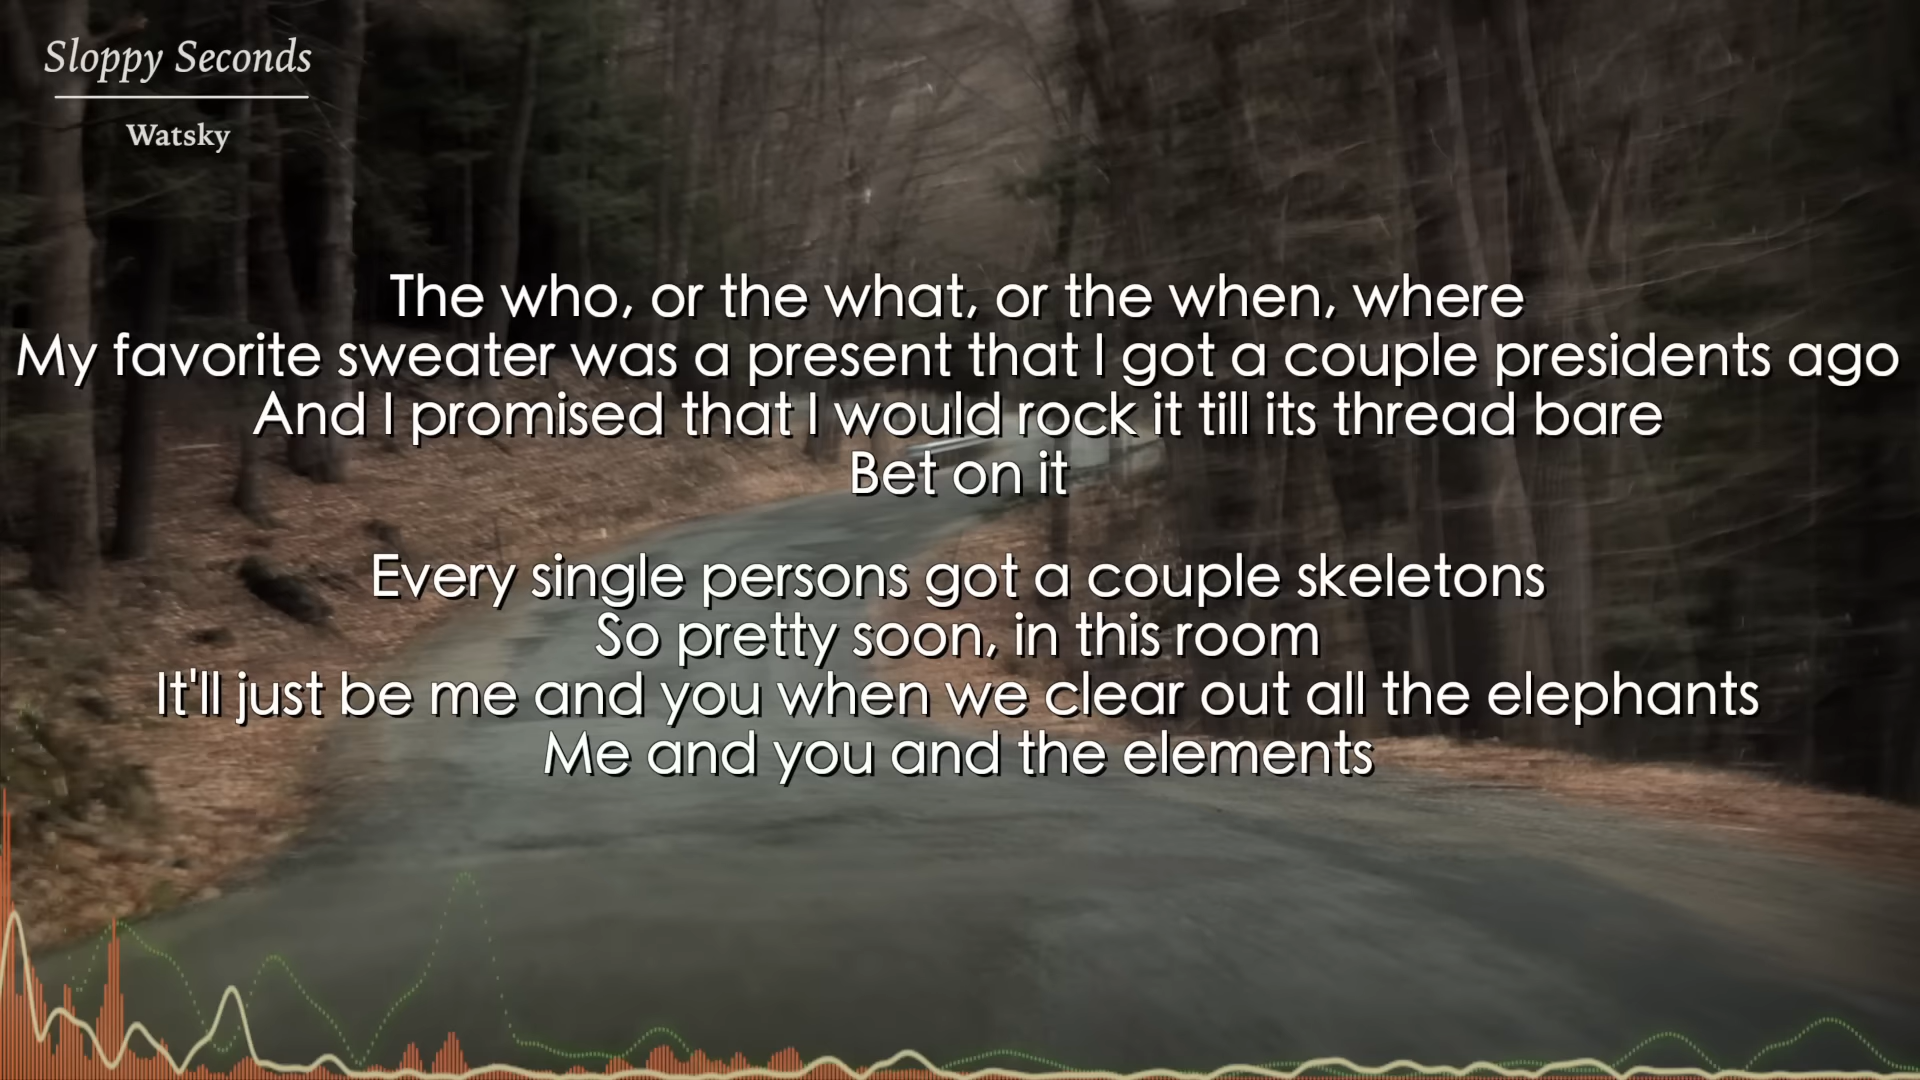 Sloppy Seconds
Watsky
The who, or the what, or the when, where
My favorite sweater was a present that I got a couple presidents ago
And I promised that I would rock it till its thread bare
Bet on it
Every single persons got a couple skeletons
So pretty soon, in this room
It'll just be me and you when we clear out all the elephants
Me and you and the elements